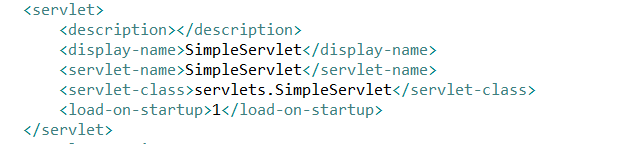 <servlet>
<description></description>
<display-name>SimpleServlet</display-name>
<servlet-name>SimpleServlet</servlet-name>
<servlet-class>servlets.SimpleServlet</servlet-class>
<load-on-startup>1</load-on-startup>
</servlet>